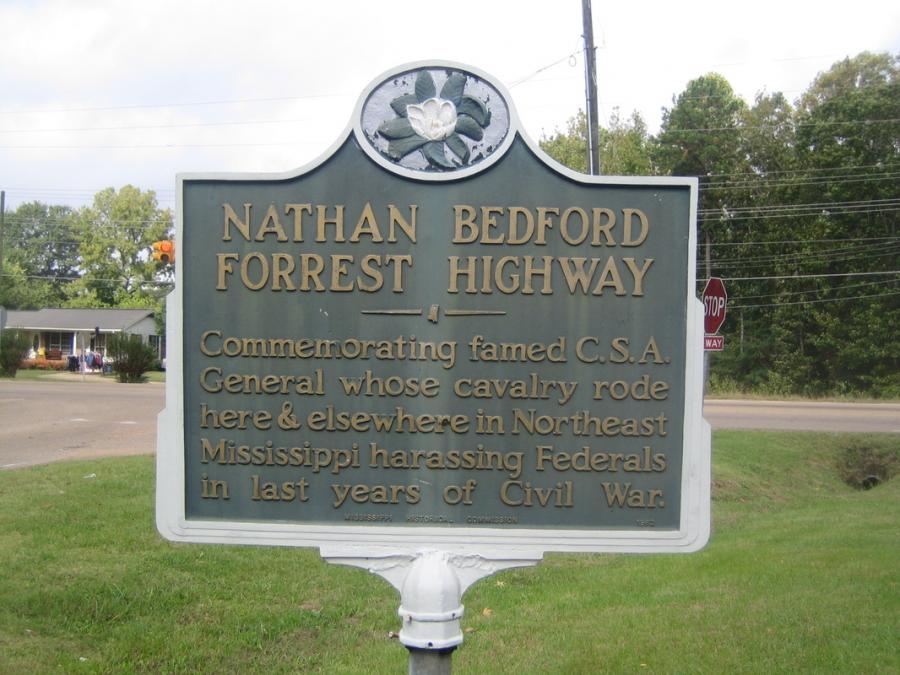 NATHAN BEDFORD
FORREST HIGHWAY
Commemorating famed C.S.A.
General whose cavalry rode
here & elsewhere in Northeast
Mississippi harassing Federals
in last years of Civil War.
MISSISSIPPI HISTORICAL COMMISSION
STOP
WAY